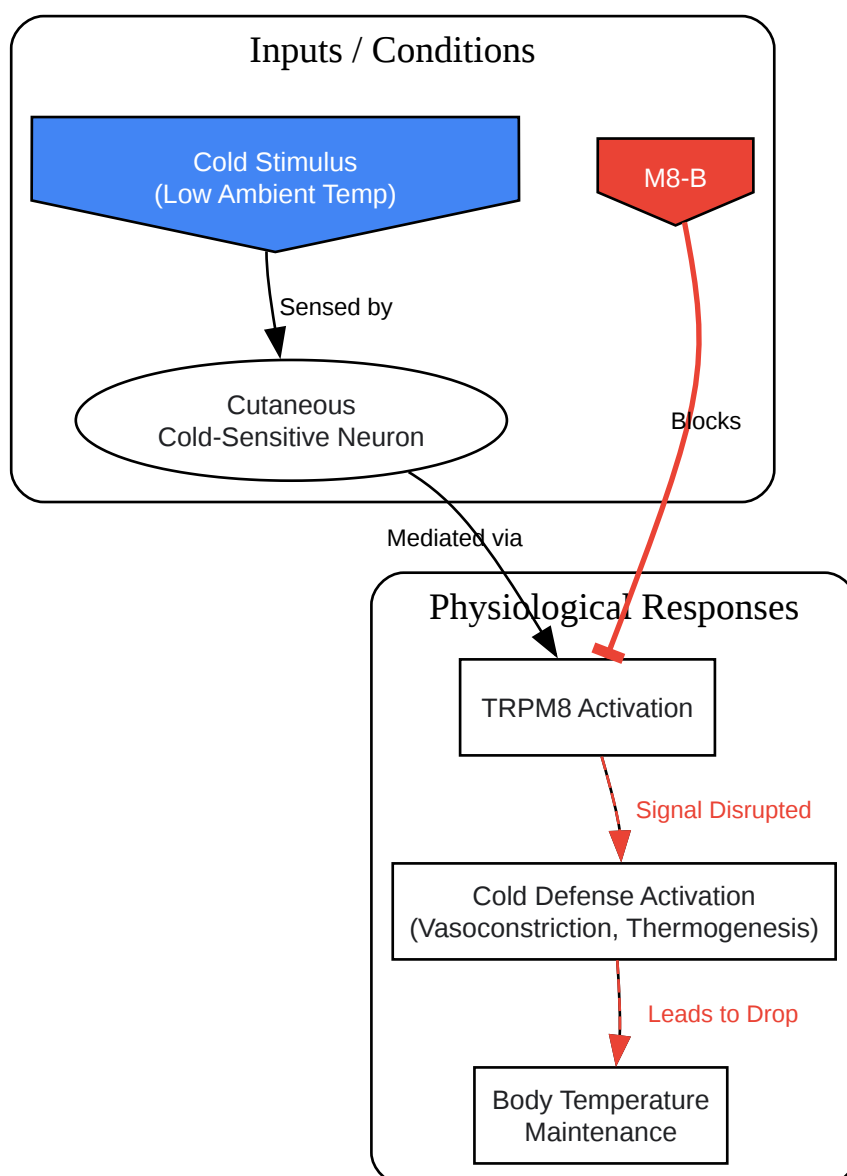 Inputs / Conditions
Cold Stimulus
(Low Ambient Temp)
M8-B
Sensed by
Cutaneous
Cold-Sensitive Neuron
Blocks
Mediated via
Physiological Responses
TRPM8 Activation
Signal Disrupted
Cold Defense Activation
(Vasoconstriction, Thermogenesis)
Leads to Drop
Body Temperature
Maintenance